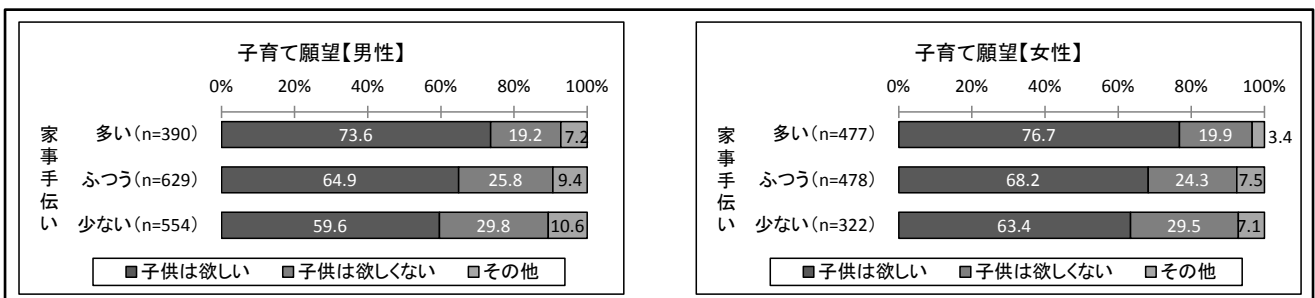 子育て願望【男性】
0% 20% 40% 60% 80% 100%
家事手伝い
多い(n=390) 73.6 19.2 7.2
ふつう(n=629) 64.9 25.8 9.4
少ない(n=554) 59.6 29.8 10.6
■子供は欲しい ■子供は欲しくない ■その他
子育て願望【女性】
0% 20% 40% 60% 80% 100%
家事手伝い
多い(n=477) 76.7 19.9 3.4
ふつう(n=478) 68.2 24.3 7.5
少ない(n=322) 63.4 29.5 7.1
■子供は欲しい ■子供は欲しくない ■その他